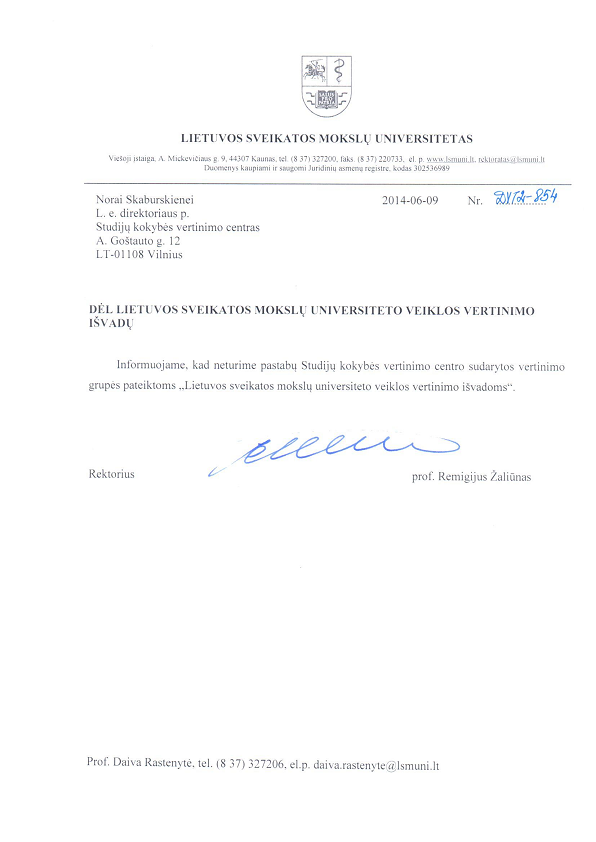 LIETUVOS SVEIKATOS MOKSLŲ UNIVERSITETAS
Viešoji įstaiga, A. Mickevičiaus g. 9, 44307 Kaunas, tel. (8 37) 327200, faks. (8 37) 220733, el. p. www.lsmuni.lt, rektoratas@lsmuni.lt
Duomenys kaupiami ir saugomi Juridinių asmenų registre, kodas 302536989
Norai Skaburskienei 2014-06-09 Nr.
L. e. direktoriaus p.
Studijų kokybės vertinimo centras
A. Goštauto g. 12
LT-01108 Vilnius
DĖL LIETUVOS SVEIKATOS MOKSLŲ UNIVERSITETO VEIKLOS VERTINIMO
IŠVADŲ
Informuojame, kad neturime pastabų Studijų kokybės vertinimo centro sudarytos vertinimo
grupės pateiktoms „Lietuvos sveikatos mokslų universiteto veiklos vertinimo išvadoms“.
Rektorius prof. Remigijus Žaliūnas
Prof. Daiva Rastenytė, tel. (8 37) 327206, el.p. daiva.rastenyte@lsmuni.lt